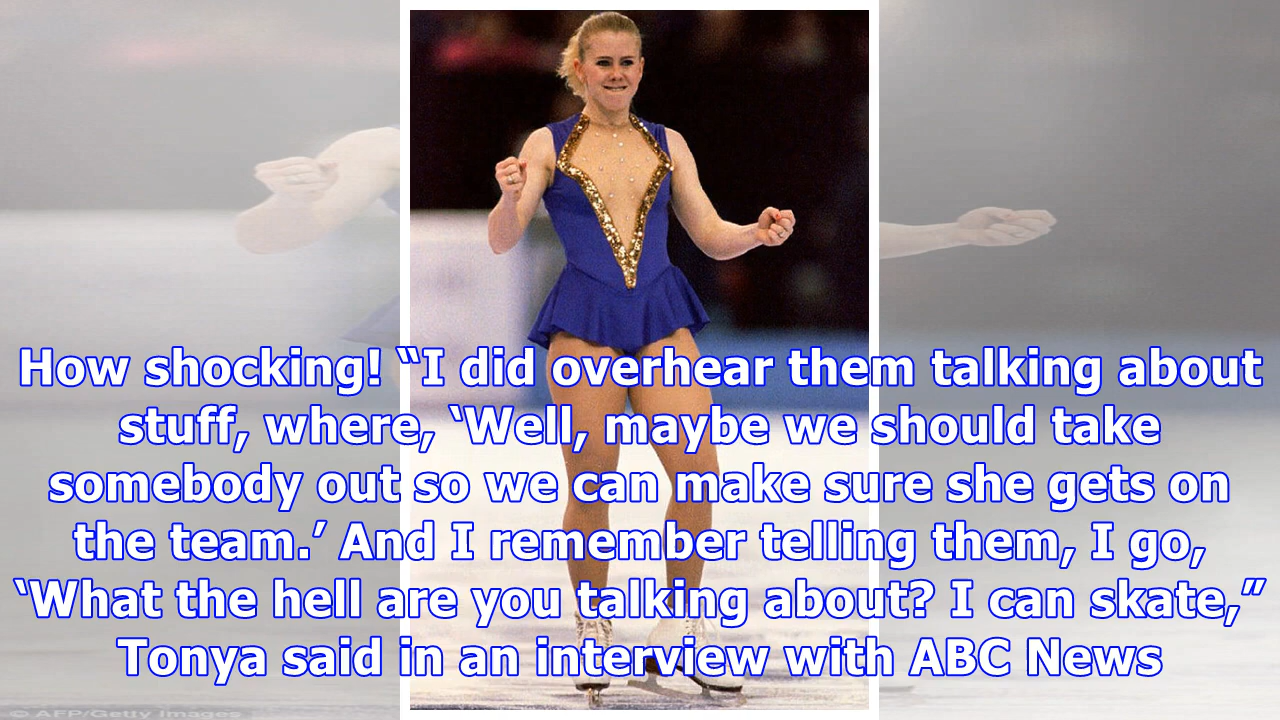 How shocking! “I did overhear them talking about
stuff, where, ‘Well, maybe we should take
somebody out so we can make sure she gets on
the team.’ And I remember telling them, I go,
‘What the hell are you talking about? I can skate,”
Tonya said in an interview with ABC News
© AFP/Getty Images